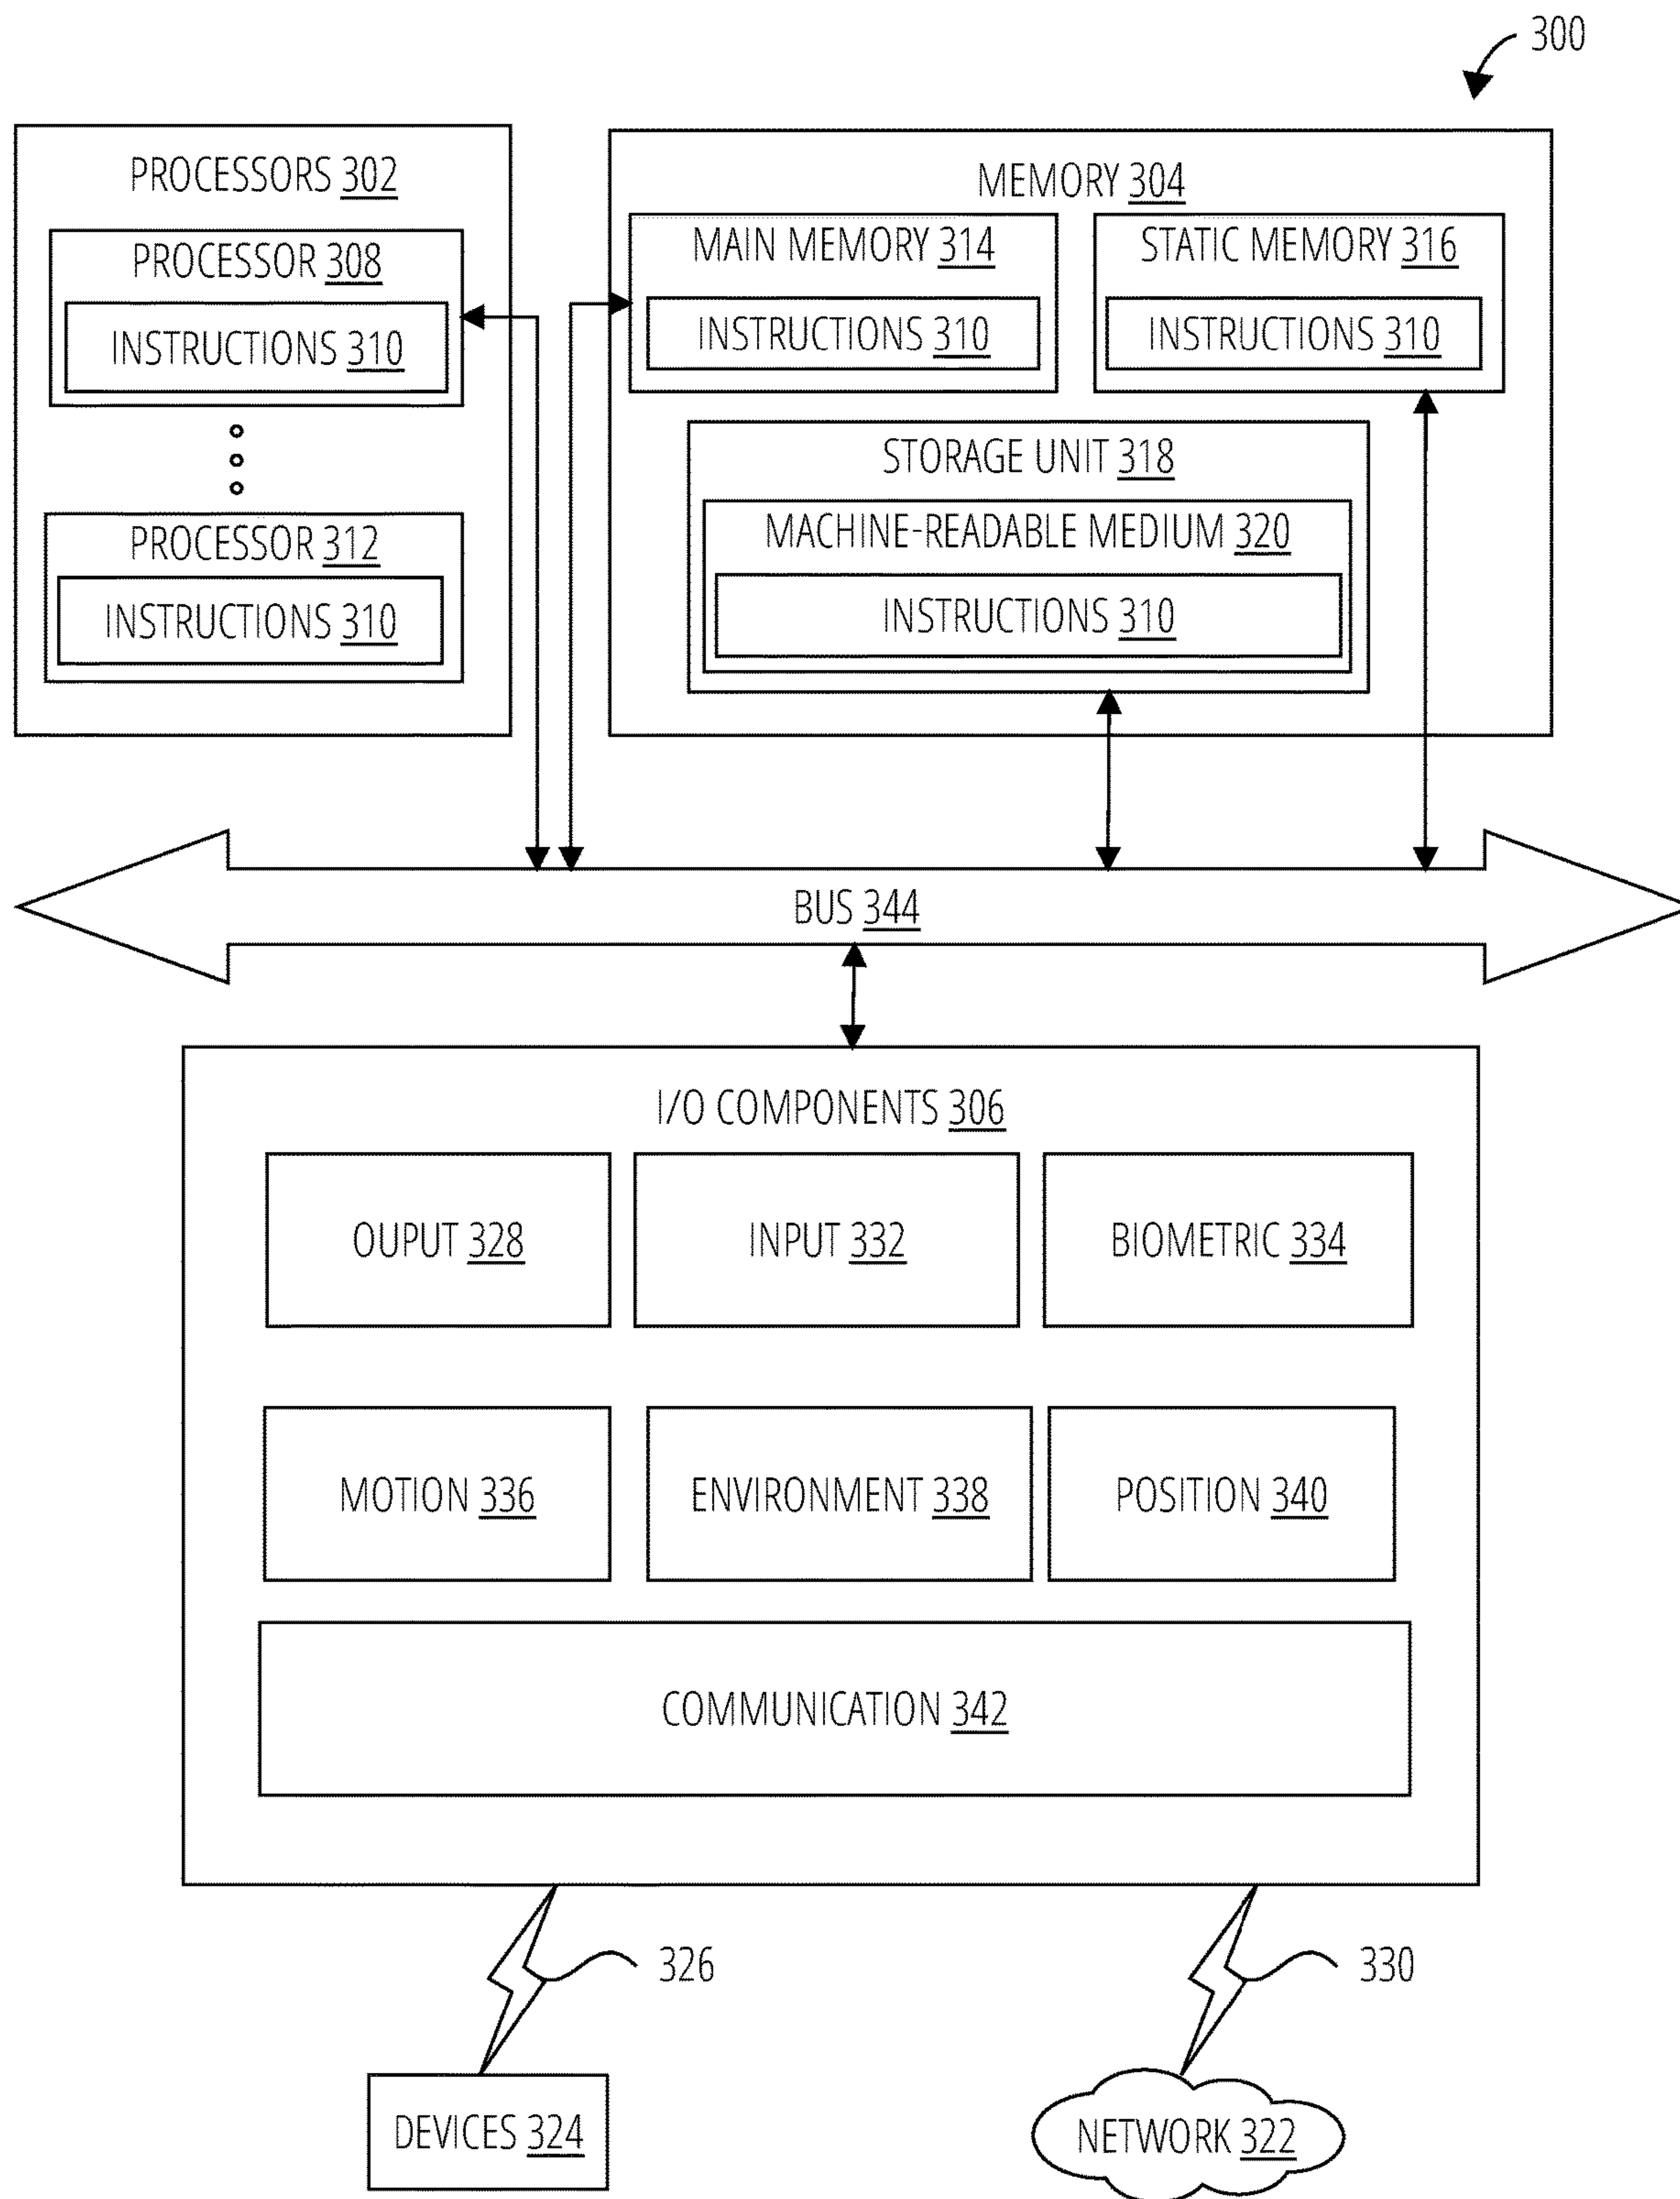 300
PROCESSORS 302
PROCESSOR 308
INSTRUCTIONS 310
PROCESSOR 312
INSTRUCTIONS 310
MEMORY 304
MAIN MEMORY 314
INSTRUCTIONS 310
STATIC MEMORY 316
INSTRUCTIONS 310
STORAGE UNIT 318
MACHINE-READABLE MEDIUM 320
INSTRUCTIONS 310
BUS 344
I/O COMPONENTS 306
OUPUT 328
INPUT 332
BIOMETRIC 334
MOTION 336
ENVIRONMENT 338
POSITION 340
COMMUNICATION 342
326
330
DEVICES 324
NETWORK 322